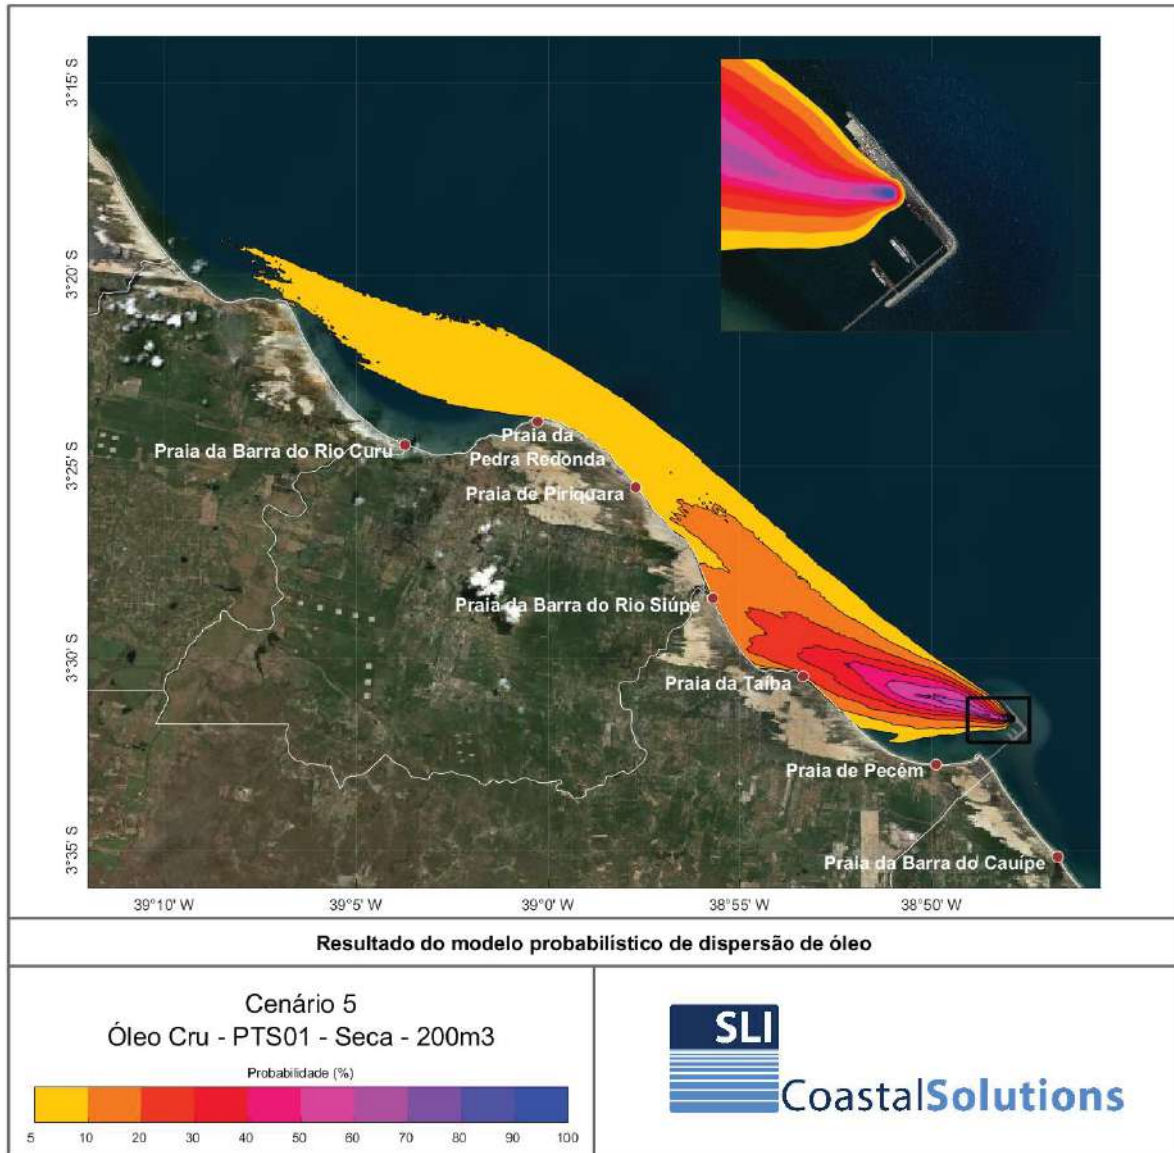 3°15' S
3°20' S
3°25' S
3°30' S
3°35' S
Praia da Barra do Rio Curu
Praia da
Pedra Redonda
Praia de Piriquara
Praia da Barra do Rio Siúpe
Praia da Taíba
Praia de Pecém
Praia da Barra do Cauípe
39°10' W
39°5' W
39°0' W
38°55' W
38°50' W
Resultado do modelo probabilístico de dispersão de óleo
Cenário 5
Óleo Cru - PTS01 - Seca - 200m3
Probabilidade (%)
5 10 20 30 40 50 60 70 80 90 100
SLI
CoastalSolutions